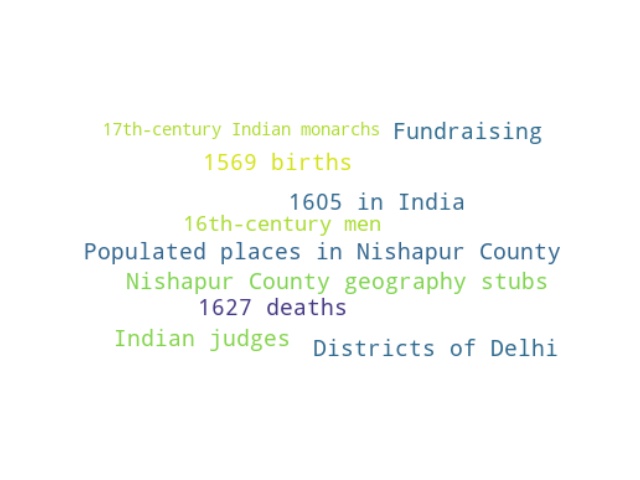 17th-century Indian monarchs
Fundraising
1569 births
1605 in India
16th-century men
Populated places in Nishapur County
Nishapur County geography stubs
1627 deaths
Indian judges
Districts of Delhi